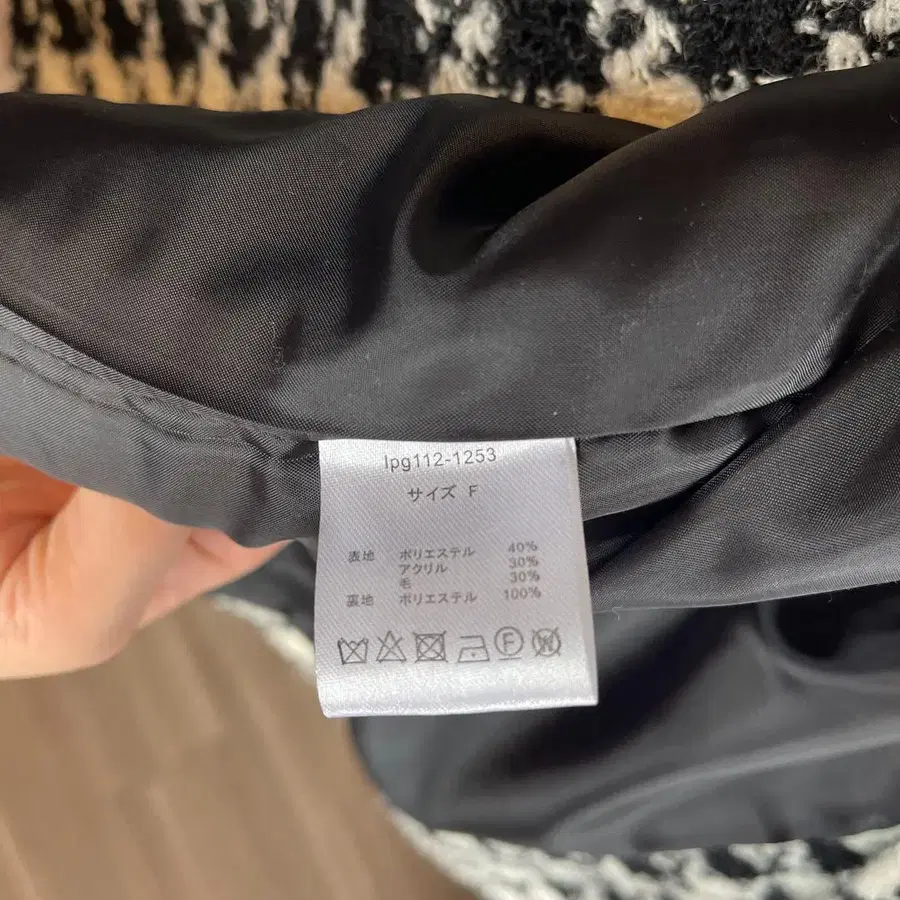 lpg112-1253
サイズ F
表地 ポリエステル 40%
アクリル 30%
毛 30%
裏地 ポリエステル 100%
F W